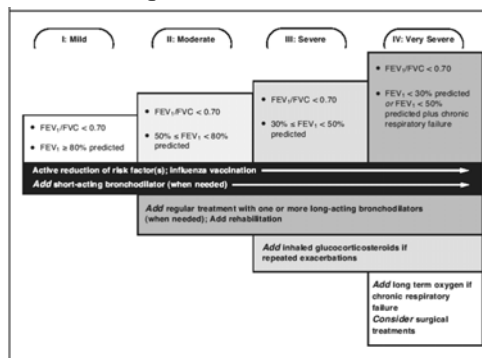 I: Mild
II: Moderate
III: Severe
IV: Very Severe
• FEV₁/FVC < 0.70
• FEV₁ ≥ 80% predicted
• FEV₁/FVC < 0.70
• 50% ≤ FEV₁ < 80%
predicted
• FEV₁/FVC < 0.70
• 30% ≤ FEV₁ < 50%
predicted
• FEV₁/FVC < 0.70
• FEV₁ < 30% predicted
or FEV₁ < 50%
predicted plus chronic
respiratory failure
Active reduction of risk factor(s); Influenza vaccination
Add short-acting bronchodilator (when needed)
Add regular treatment with one or more long-acting bronchodilators
(when needed); Add rehabilitation
Add inhaled glucocorticosteroids if
repeated exacerbations
Add long term oxygen if
chronic respiratory
failure
Consider surgical
treatments